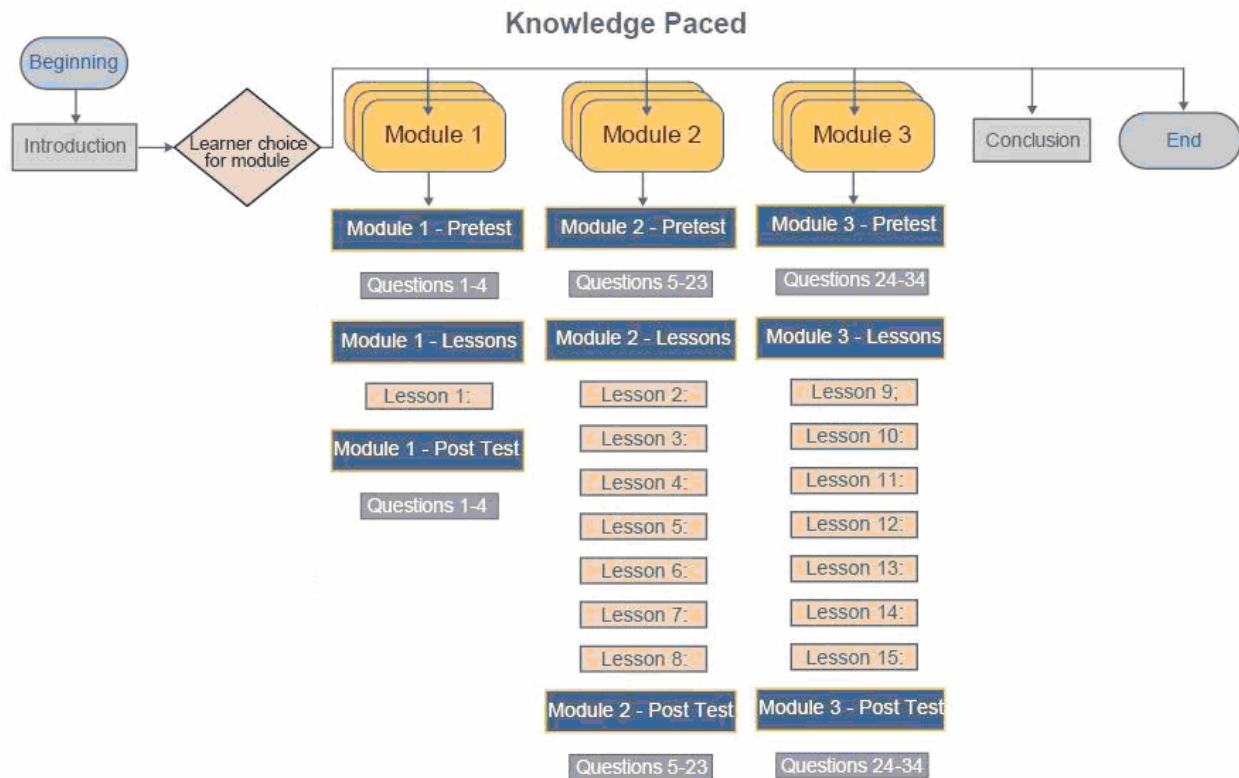 Knowledge Paced
Beginning
Introduction
Learner choice
for module
Module 1
Module 2
Module 3
Conclusion
End
Module 1 - Pretest
Questions 1-4
Module 1 - Lessons
Lesson 1:
Module 1 - Post Test
Questions 1-4
Module 2 - Pretest
Questions 5-23
Module 2 - Lessons
Lesson 2:
Lesson 3:
Lesson 4:
Lesson 5:
Lesson 6:
Lesson 7:
Lesson 8:
Module 2 - Post Test
Questions 5-23
Module 3 - Pretest
Questions 24-34
Module 3 - Lessons
Lesson 9;
Lesson 10:
Lesson 11:
Lesson 12:
Lesson 13:
Lesson 14:
Lesson 15:
Module 3 - Post Test
Questions 24-34